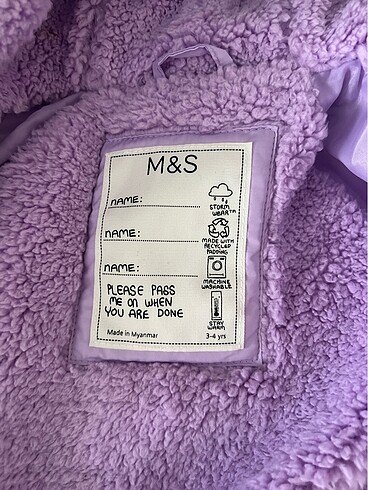 M&S
NAME:
STORM
WEAR™
NAME:
MADE WITH
RECYCLED
PADDING
NAME:
MACHINE
WASHABLE
PLEASE PASS
ME ON WHEN
YOU ARE DONE
STAY
WARM
Made in Myanmar
3-4 yrs